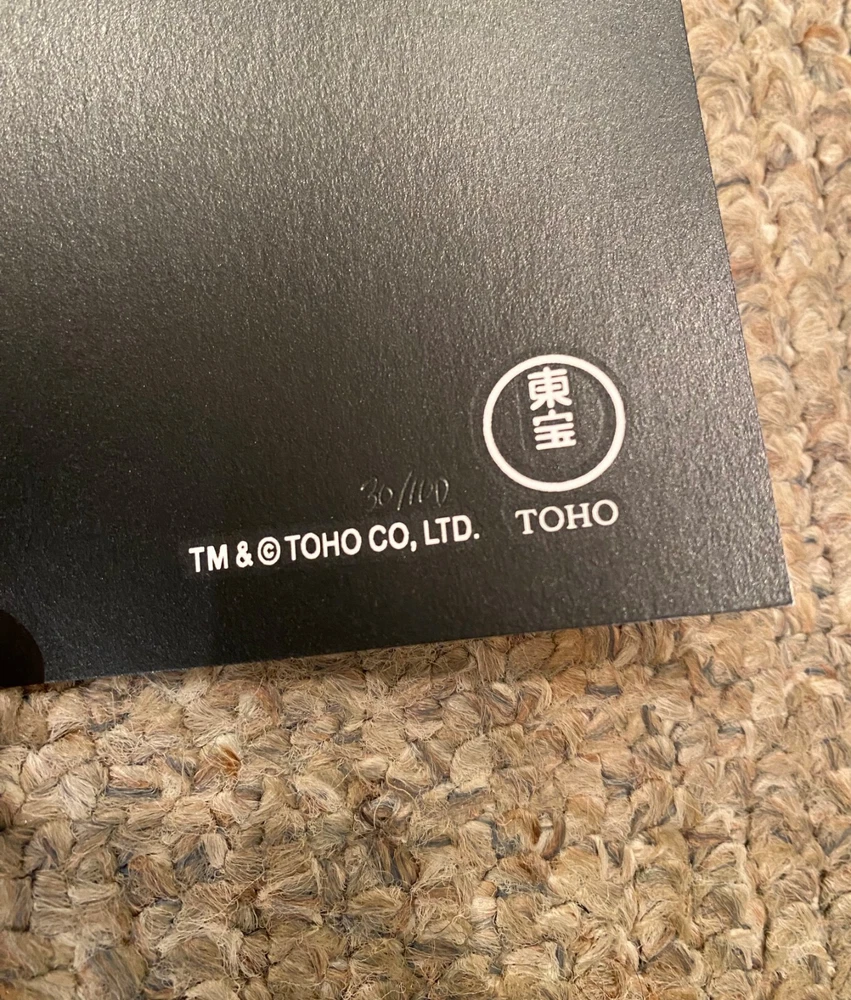 東
宝
30/100
TM & © TOHO CO, LTD.
TOHO